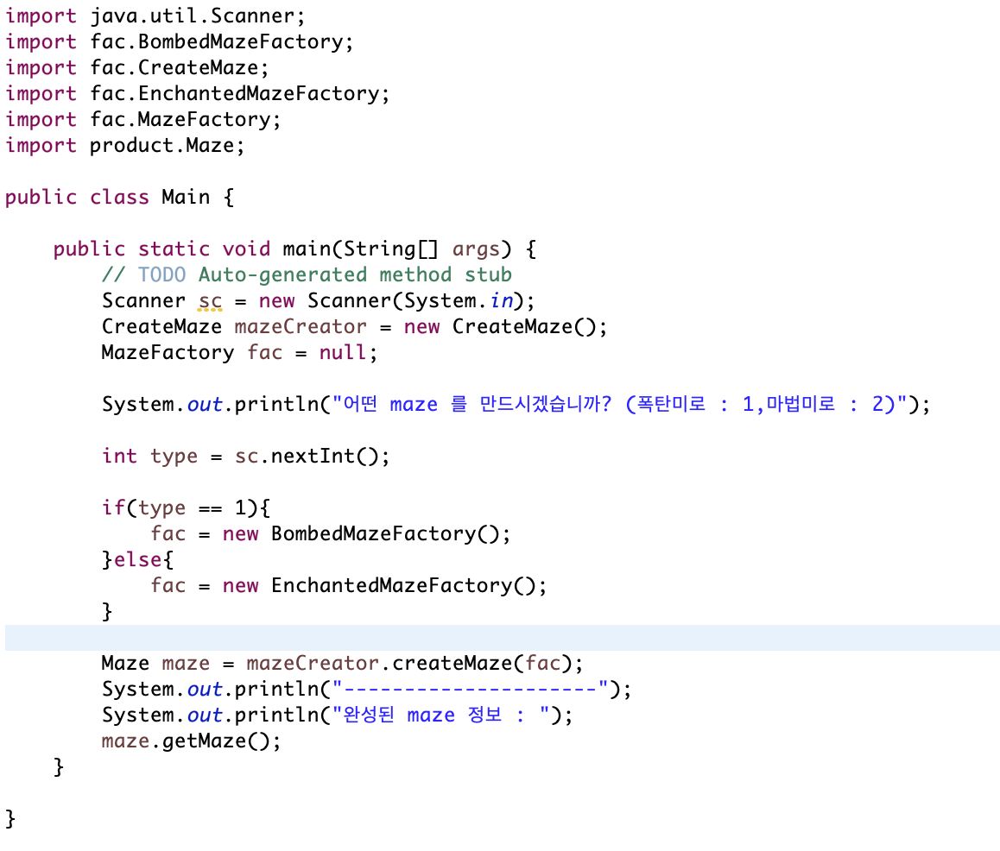 import java.util.Scanner;
import fac.BombedMazeFactory;
import fac.CreateMaze;
import fac.EnchantedMazeFactory;
import fac.MazeFactory;
import product.Maze;
public class Main {
public static void main(String[] args) {
// TODO Auto-generated method stub
Scanner sc = new Scanner(System.in);
CreateMaze mazeCreator = new CreateMaze();
MazeFactory fac = null;
System.out.println("어떤 maze 를 만드시겠습니까? (폭탄미로 : 1,마법미로 : 2)");
int type = sc.nextInt();
if(type == 1){
fac = new BombedMazeFactory();
}else{
fac = new EnchantedMazeFactory();
}
Maze maze = mazeCreator.createMaze(fac);
System.out.println("---------------------");
System.out.println("완성된 maze 정보 : ");
maze.getMaze();
}
}